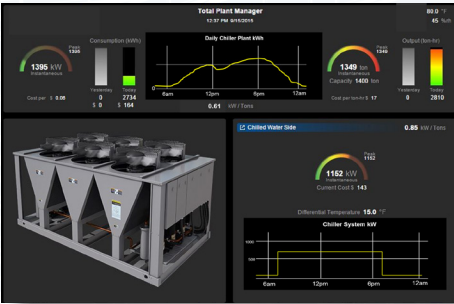 Total Plant Manager
12:37 PM 9/15/2015
80.0 °F
45 %rh
Peak
1395
1395 kW
Instantaneous
Cost per $ 0.06
Consumption (kWh)
Yesterday Today
0 2734
$ 0 $ 164
Daily Chiller Plant kWh
6am 12pm 6pm 12am
0.61 kW / Tons
Peak
1349
1349 ton
Instantaneous
Capacity 1400 ton
Cost per ton-hr $ 17
Output (ton-hr)
Yesterday Today
0 2810
Chilled Water Side
0.85 kW / Tons
Peak
1152
1152 kW
Instantaneous
Current Cost $ 143
Differential Temperature 15.0 °F
Chiller System kW
1000
500
6am 12pm 6pm 12am